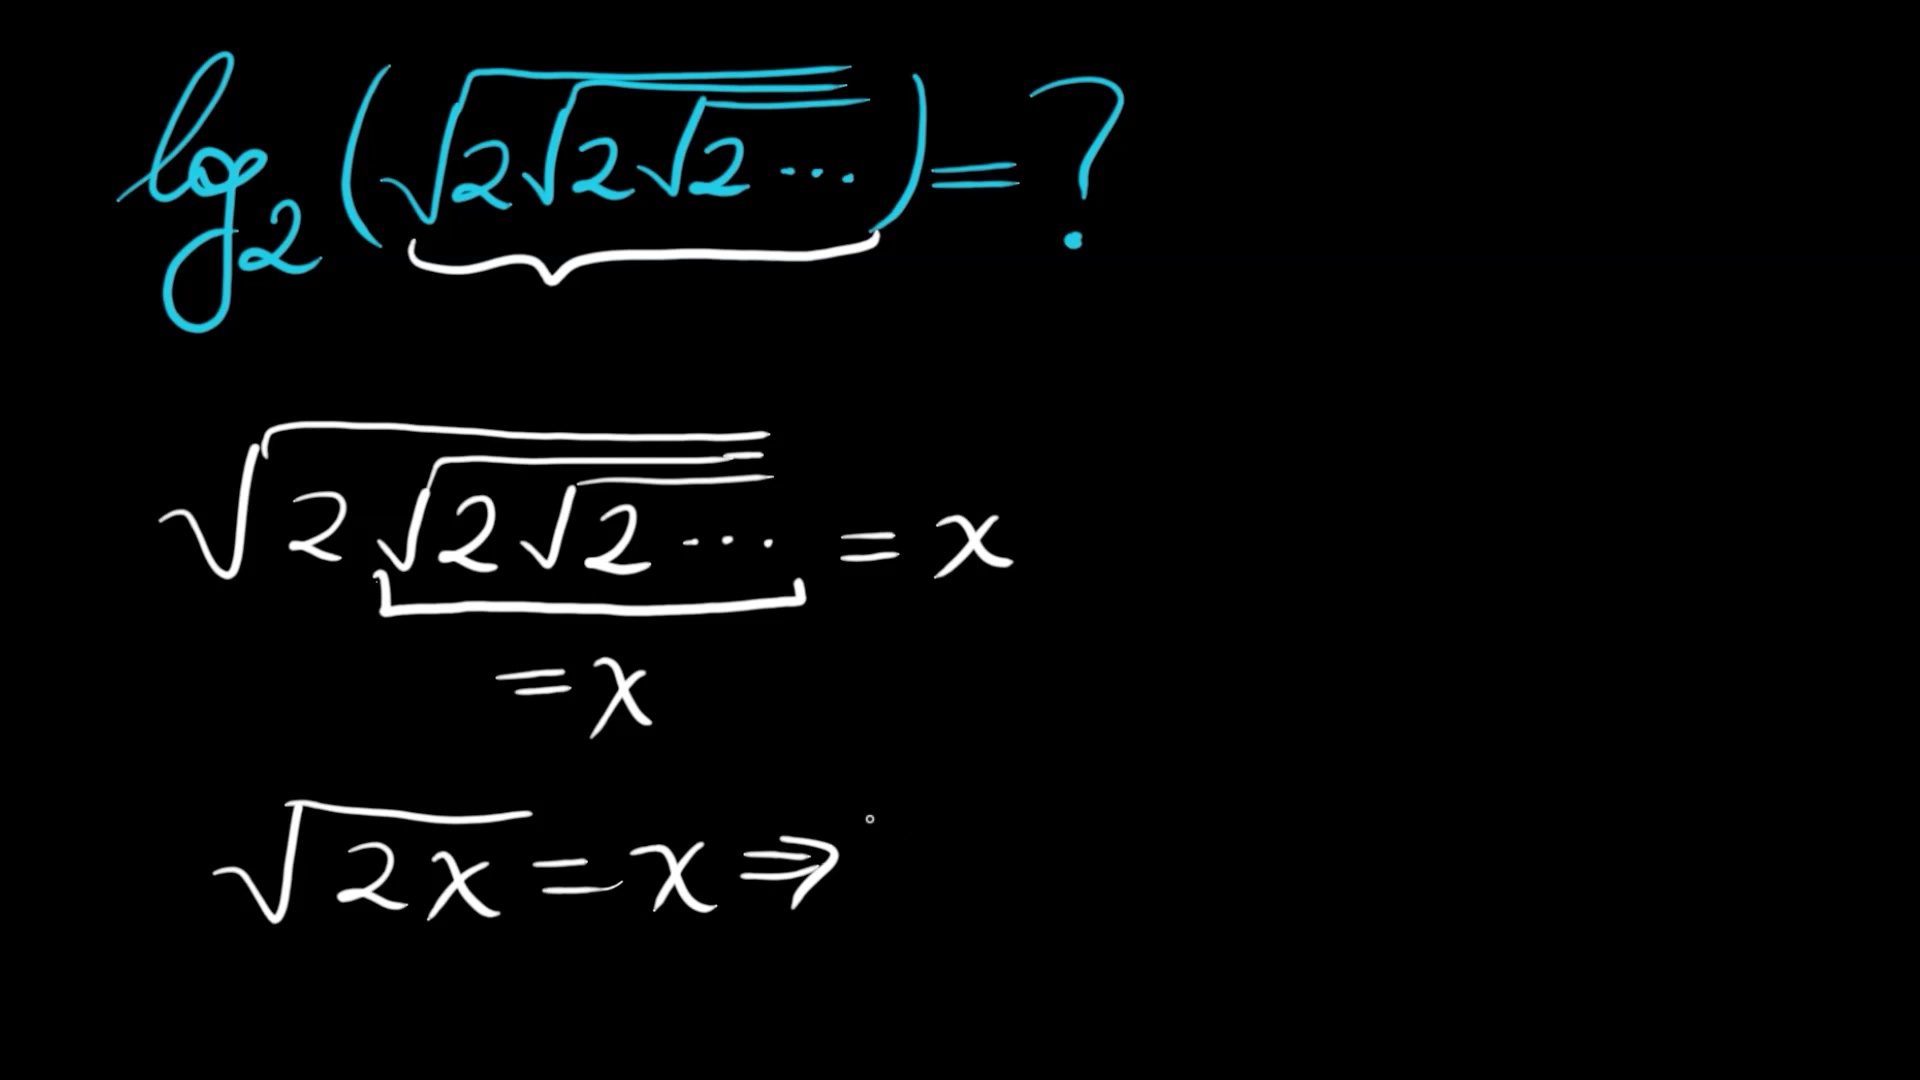 log₂(√(2√(2√(2...)))) = ?
√(2√(2√(2...))) = x
= x
√(2x) = x ⇒